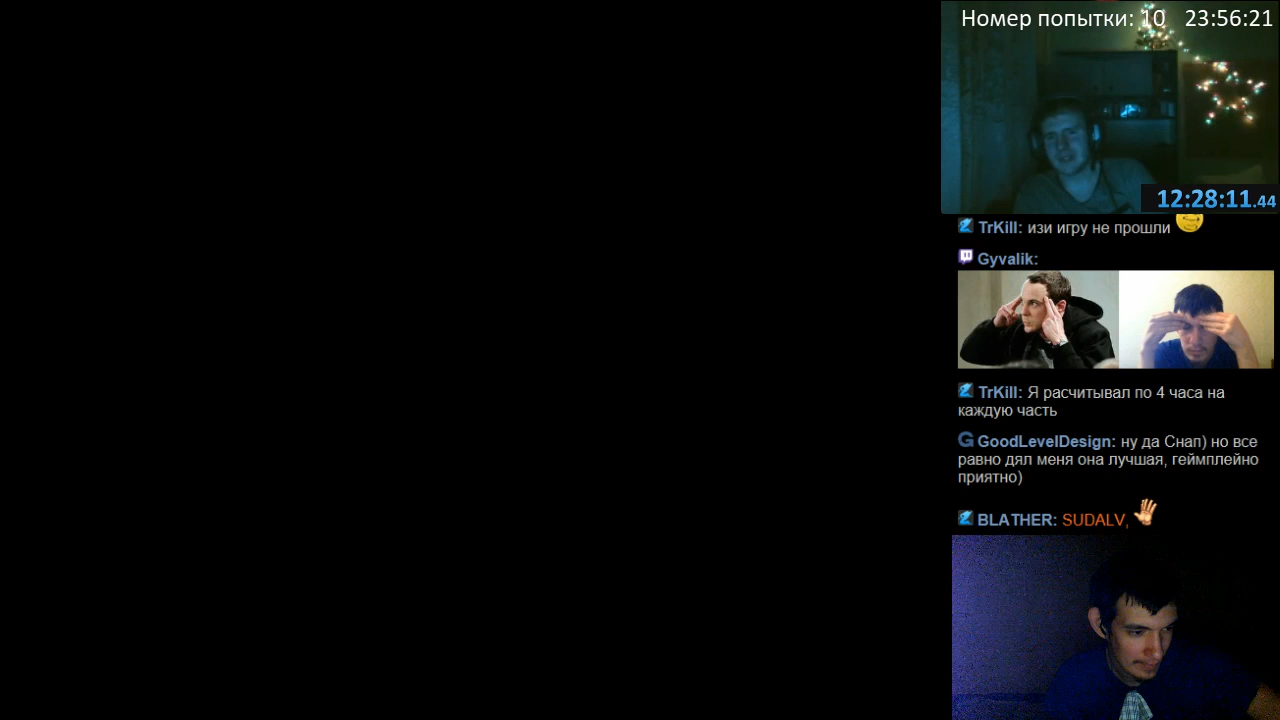 Номер попытки: 10 23:56:21
12:28:11.44
TrKill: изи игру не прошли
Gyvalik:
TrKill: Я расчитывал по 4 часа на
каждую часть
GoodLevelDesign: ну да Снап) но все
равно дял меня она лучшая, геймплейно
приятно)
BLATHER: SUDALV,